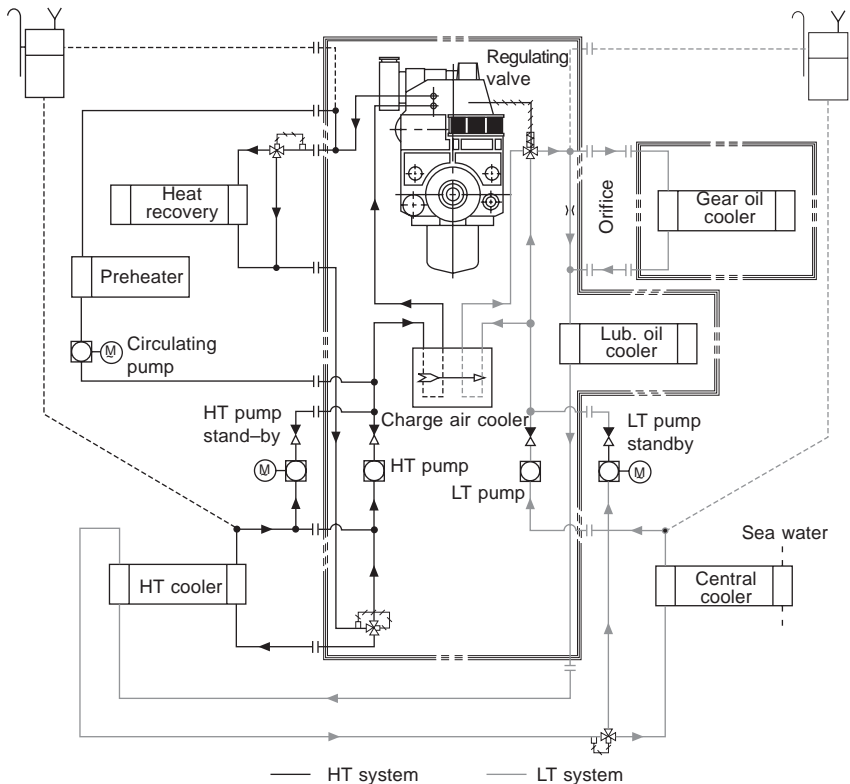 Regulating
valve
Heat
recovery
Orifice
Gear oil
cooler
Preheater
M
Circulating
pump
Lub. oil
cooler
Charge air cooler
HT pump
stand–by
M
HT pump
LT pump
LT pump
standby
M
Sea water
HT cooler
Central
cooler
HT system
LT system